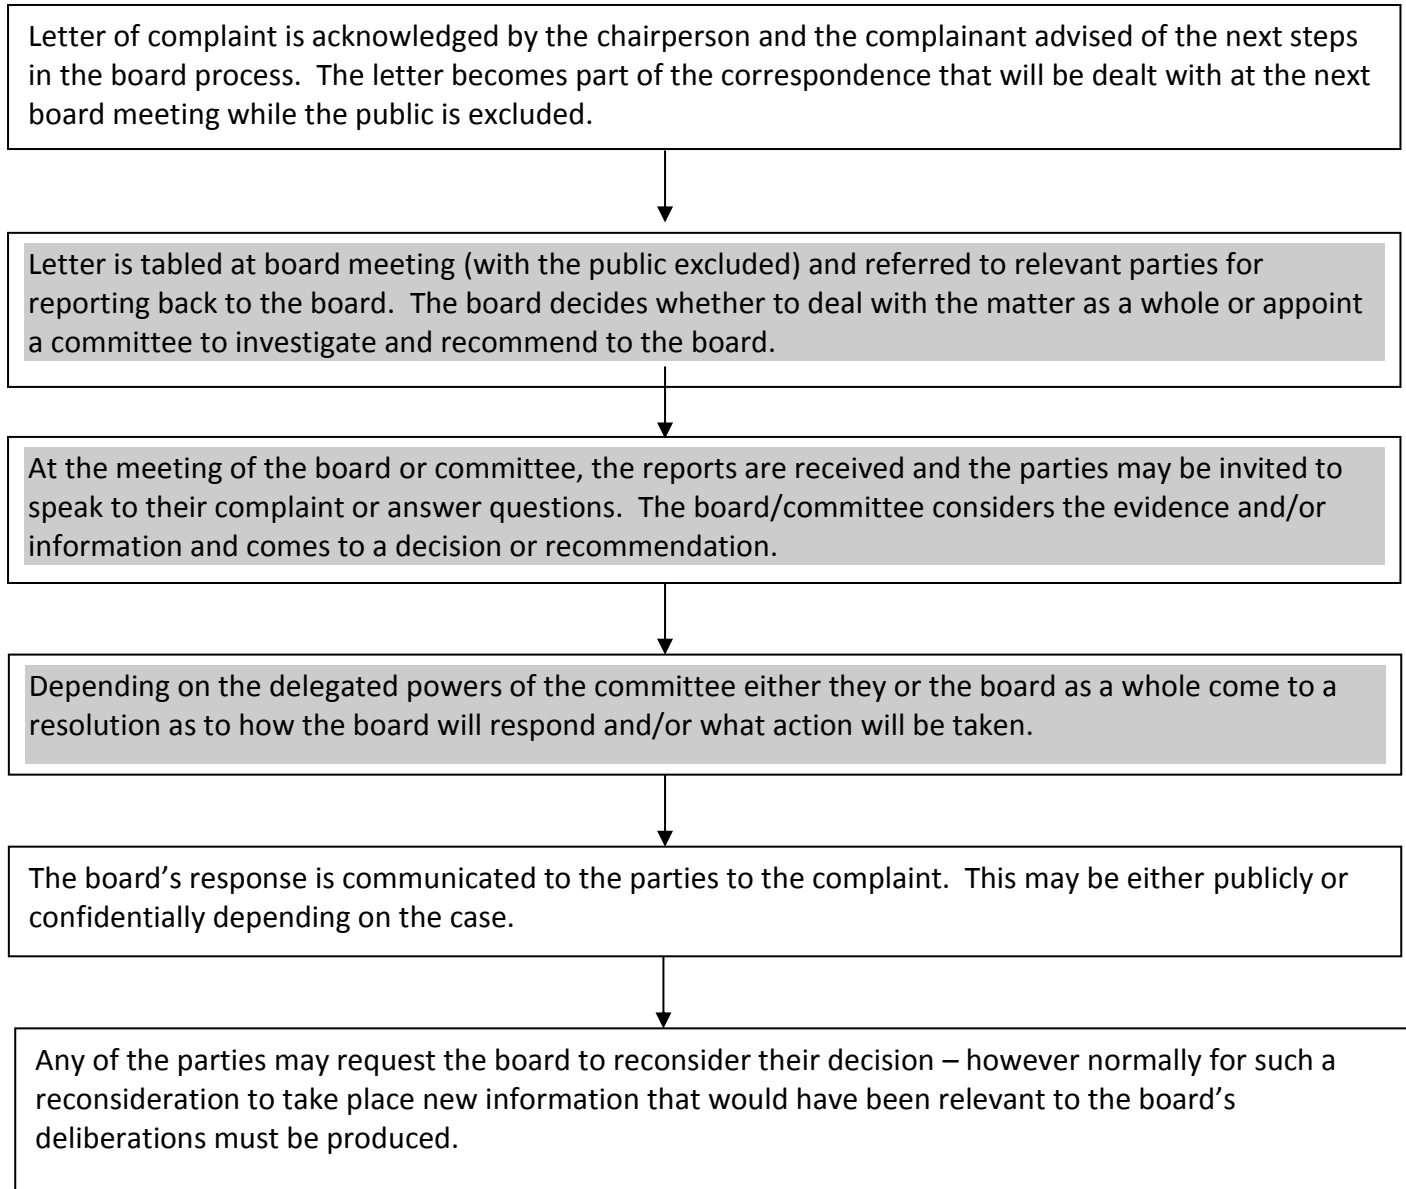 Letter of complaint is acknowledged by the chairperson and the complainant advised of the next steps
in the board process.  The letter becomes part of the correspondence that will be dealt with at the next
board meeting while the public is excluded.
Letter is tabled at board meeting (with the public excluded) and referred to relevant parties for
reporting back to the board.  The board decides whether to deal with the matter as a whole or appoint
a committee to investigate and recommend to the board.
At the meeting of the board or committee, the reports are received and the parties may be invited to
speak to their complaint or answer questions.  The board/committee considers the evidence and/or
information and comes to a decision or recommendation.
Depending on the delegated powers of the committee either they or the board as a whole come to a
resolution as to how the board will respond and/or what action will be taken.
The board’s response is communicated to the parties to the complaint.  This may be either publicly or
confidentially depending on the case.
Any of the parties may request the board to reconsider their decision – however normally for such a
reconsideration to take place new information that would have been relevant to the board’s
deliberations must be produced.